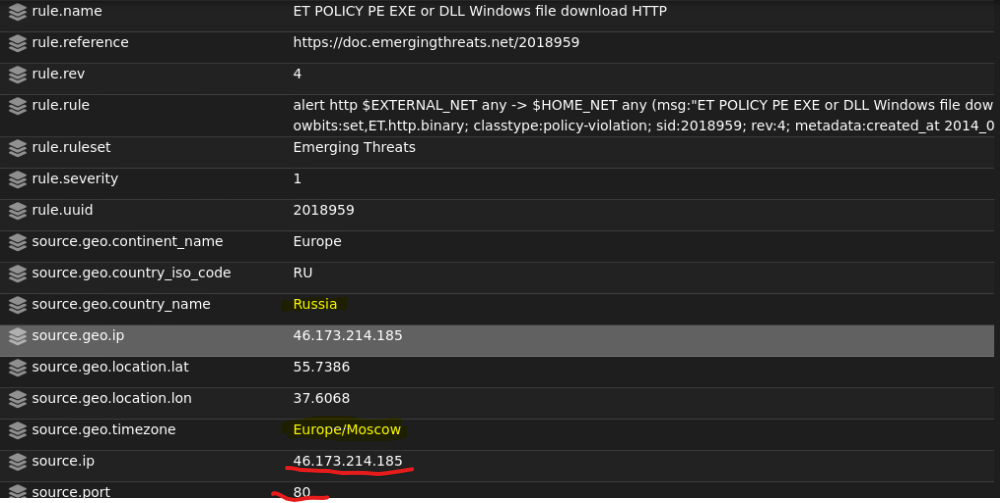 rule.name ET POLICY PE EXE or DLL Windows file download HTTP
rule.reference https://doc.emergingthreats.net/2018959
rule.rev 4
rule.rule alert http $EXTERNAL_NET any -> $HOME_NET any (msg:"ET POLICY PE EXE or DLL Windows file dow
owbits:set,ET.http.binary; classtype:policy-violation; sid:2018959; rev:4; metadata:created_at 2014_0
rule.ruleset Emerging Threats
rule.severity 1
rule.uuid 2018959
source.geo.continent_name Europe
source.geo.country_iso_code RU
source.geo.country_name Russia
source.geo.ip 46.173.214.185
source.geo.location.lat 55.7386
source.geo.location.lon 37.6068
source.geo.timezone Europe/Moscow
source.ip 46.173.214.185
source.port 80